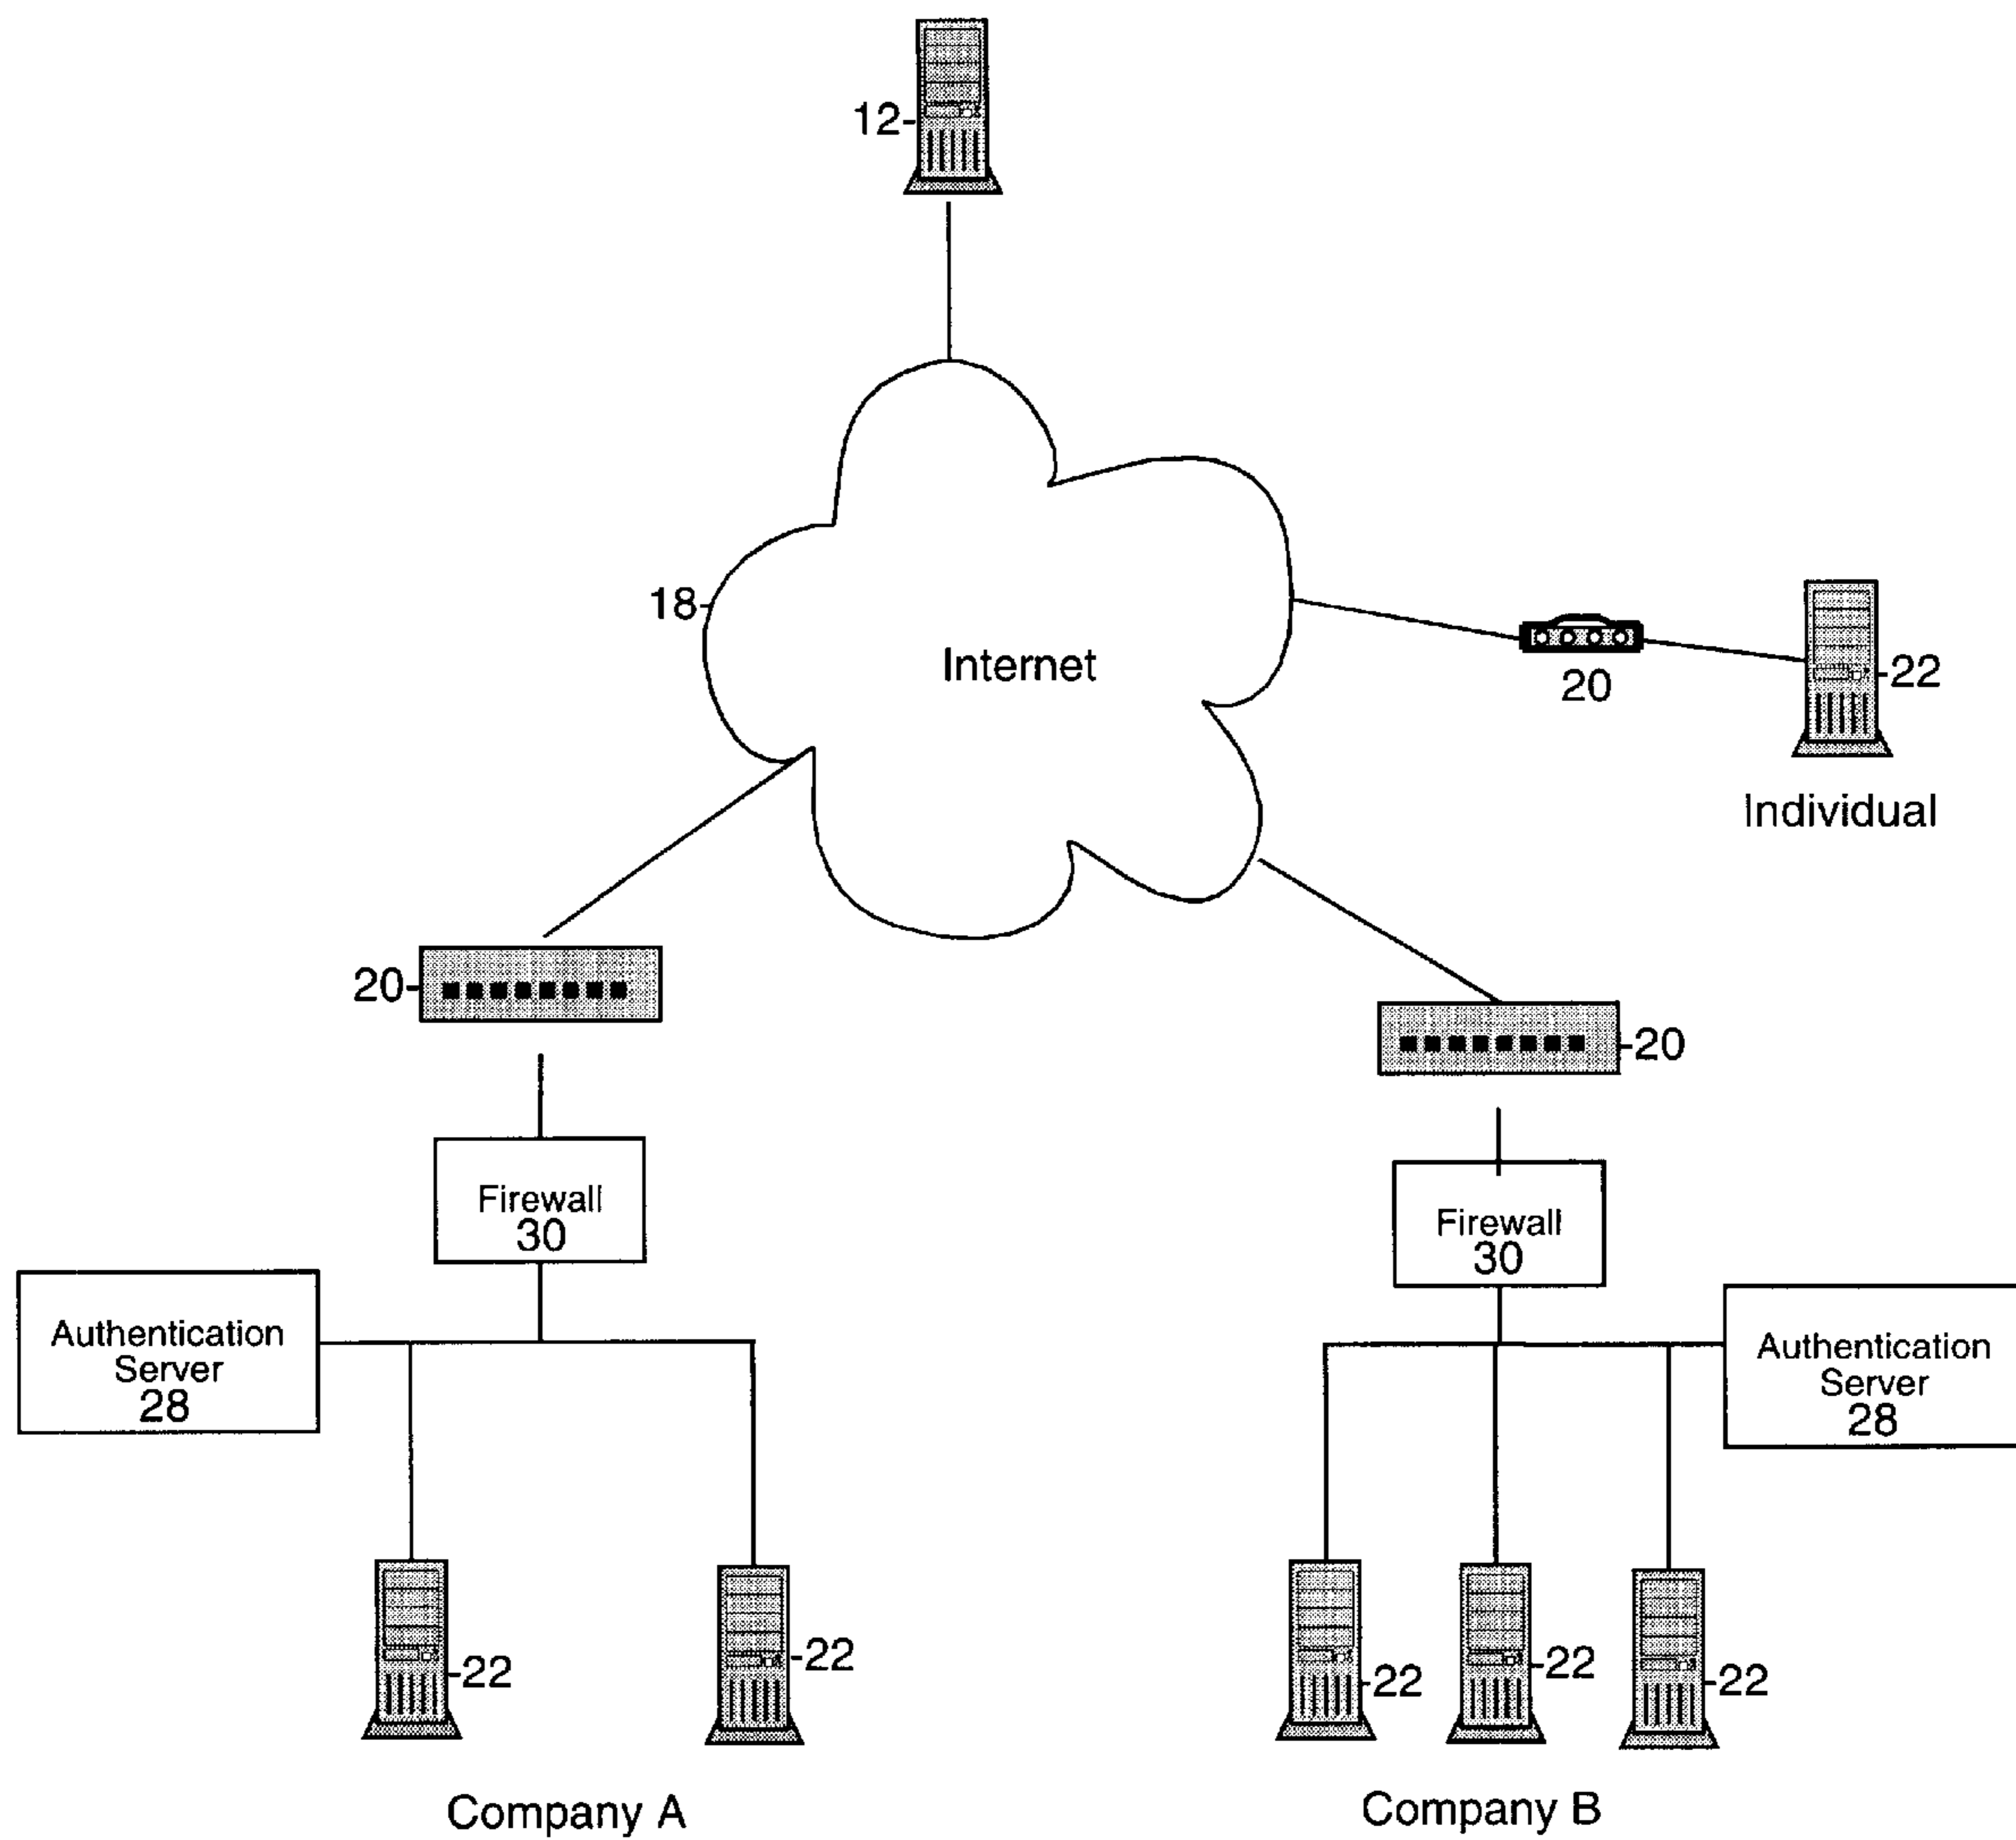 12
18
Internet
20
22
Individual
20
20
Firewall
30
Firewall
30
Authentication
Server
28
Authentication
Server
28
22
22
22
22
22
Company A
Company B